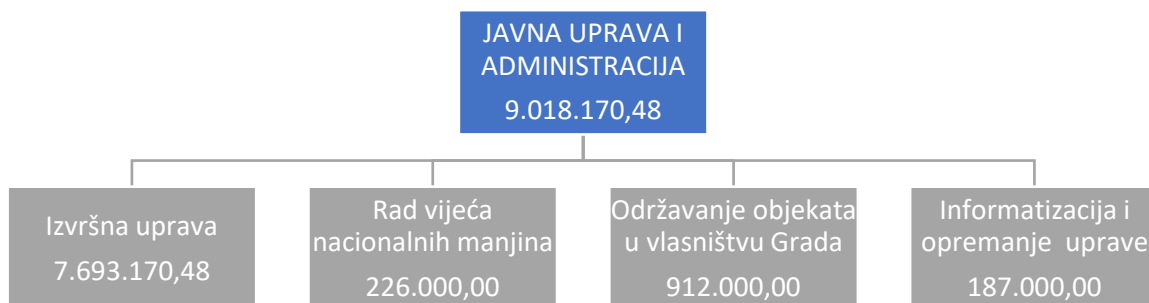 JAVNA UPRAVA I
ADMINISTRACIJA
9.018.170,48
Izvršna uprava
7.693.170,48
Rad vijeća
nacionalnih manjina
226.000,00
Održavanje objekata
u vlasništvu Grada
912.000,00
Informatizacija i
opremanje uprave
187.000,00